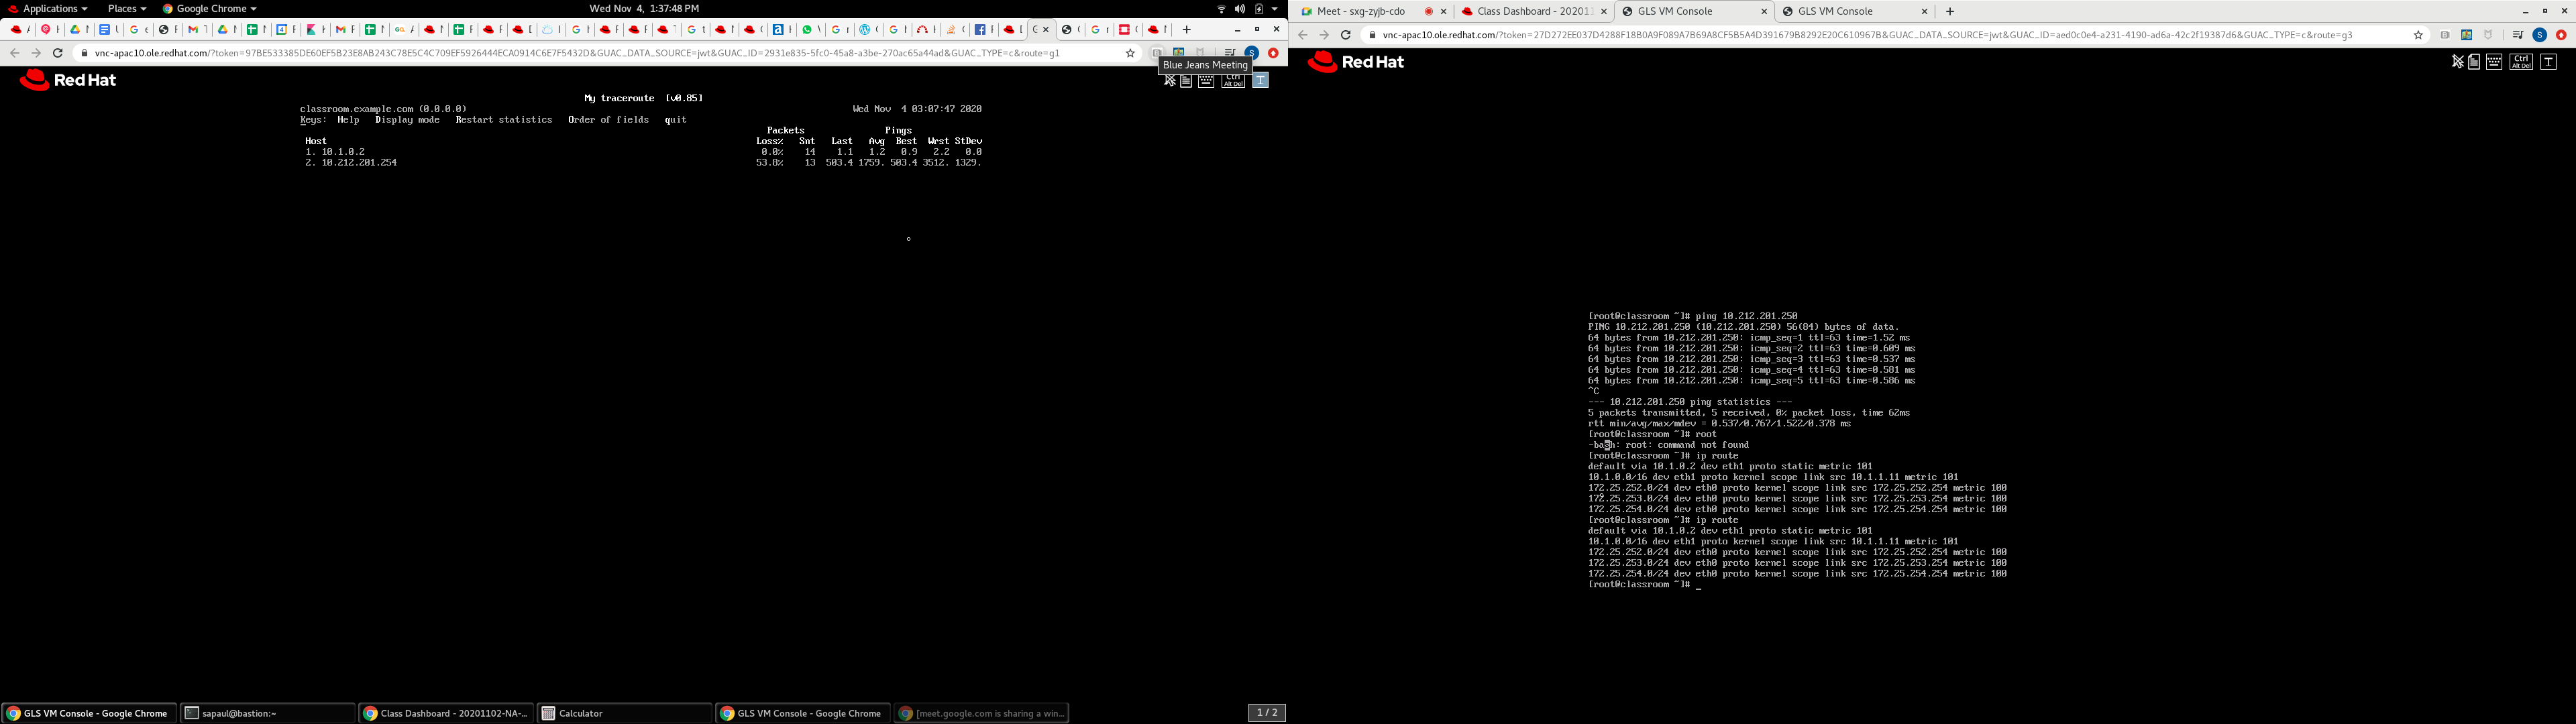 Applications Places Google Chrome Wed Nov 4, 1:37:48 PM
vnc-apac10.ole.redhat.com/?token=97BE533385DE60EF5B23E8AB243C78E5C4C709EF5926444ECA0914C6E7F5432D&GUAC_DATA_SOURCE=jwt&GUAC_ID=2931e835-5fc0-45a8-a3be-270ac65a44ad&GUAC_TYPE=c&route=g1
Blue Jeans Meeting
Red Hat
Ctrl
Alt Del
T
My traceroute [v0.85]
classroom.example.com (0.0.0.0) Wed Nov 4 03:07:47 2020
Keys: Help Display mode Restart statistics Order of fields quit
Packets Pings
Host Loss% Snt Last Avg Best Wrst StDev
1. 10.1.0.2 0.0% 14 1.1 1.2 0.9 2.2 0.0
2. 10.212.201.254 53.8% 13 503.4 1759. 503.4 3512. 1329.
GLS VM Console - Google Chrome
sapaul@bastion:~
Class Dashboard - 20201102-NA-...
Calculator
GLS VM Console - Google Chrome
[meet.google.com is sharing a win...
1 / 2
Meet - sxg-zyjb-cdo
Class Dashboard - 20201
GLS VM Console
GLS VM Console
vnc-apac10.ole.redhat.com/?token=27D272EE037D4288F18B0A9F089A7B69A8CF5B5A4D391679B8292E20C610967B&GUAC_DATA_SOURCE=jwt&GUAC_ID=aed0c0e4-a231-4190-ad6a-42c2f19387d6&GUAC_TYPE=c&route=g3
Red Hat
Ctrl
Alt Del
T
[root@classroom ~]# ping 10.212.201.250
PING 10.212.201.250 (10.212.201.250) 56(84) bytes of data.
64 bytes from 10.212.201.250: icmp_seq=1 ttl=63 time=1.52 ms
64 bytes from 10.212.201.250: icmp_seq=2 ttl=63 time=0.609 ms
64 bytes from 10.212.201.250: icmp_seq=3 ttl=63 time=0.537 ms
64 bytes from 10.212.201.250: icmp_seq=4 ttl=63 time=0.581 ms
64 bytes from 10.212.201.250: icmp_seq=5 ttl=63 time=0.586 ms
^C
--- 10.212.201.250 ping statistics ---
5 packets transmitted, 5 received, 0% packet loss, time 62ms
rtt min/avg/max/mdev = 0.537/0.767/1.522/0.378 ms
[root@classroom ~]# root
-bash: root: command not found
[root@classroom ~]# ip route
default via 10.1.0.2 dev eth1 proto static metric 101
10.1.0.0/16 dev eth1 proto kernel scope link src 10.1.1.11 metric 101
172.25.252.0/24 dev eth0 proto kernel scope link src 172.25.252.254 metric 100
172.25.253.0/24 dev eth0 proto kernel scope link src 172.25.253.254 metric 100
172.25.254.0/24 dev eth0 proto kernel scope link src 172.25.254.254 metric 100
[root@classroom ~]# ip route
default via 10.1.0.2 dev eth1 proto static metric 101
10.1.0.0/16 dev eth1 proto kernel scope link src 10.1.1.11 metric 101
172.25.252.0/24 dev eth0 proto kernel scope link src 172.25.252.254 metric 100
172.25.253.0/24 dev eth0 proto kernel scope link src 172.25.253.254 metric 100
172.25.254.0/24 dev eth0 proto kernel scope link src 172.25.254.254 metric 100
[root@classroom ~]# _